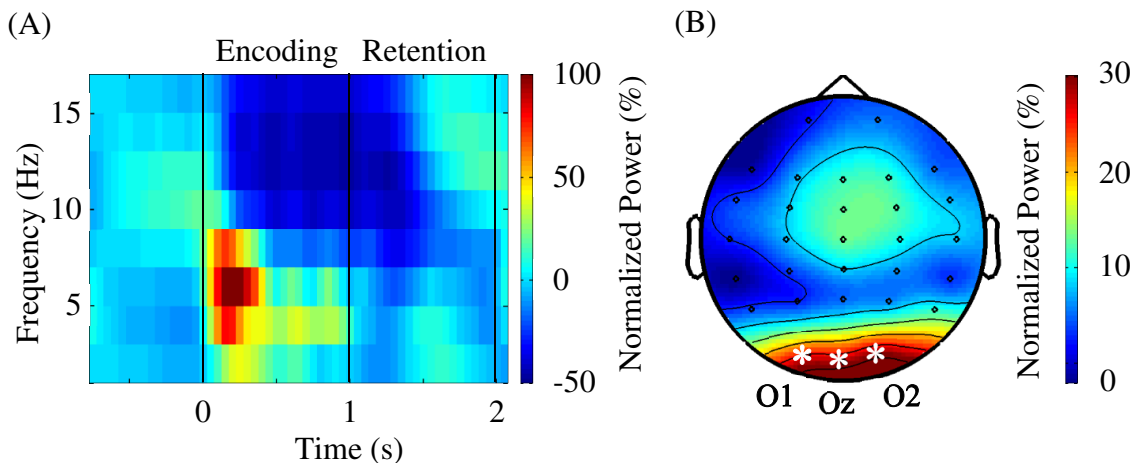 (A)
Encoding Retention
Frequency (Hz)
15
10
5
0 1 2
Time (s)
100
50
0
-50
Normalized Power (%)
(B)
O1 Oz O2
* * *
30
20
10
0
Normalized Power (%)